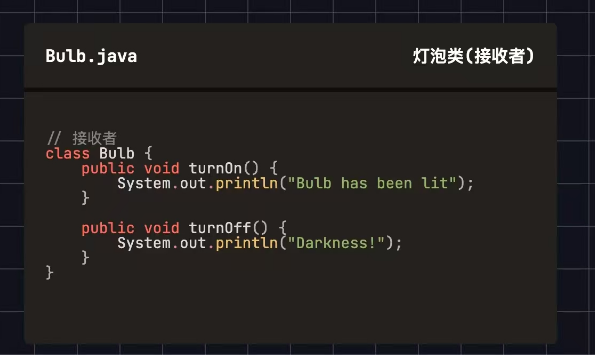 Bulb.java 灯泡类(接收者)
// 接收者
class Bulb {
    public void turnOn() {
        System.out.println("Bulb has been lit");
    }

    public void turnOff() {
        System.out.println("Darkness!");
    }
}